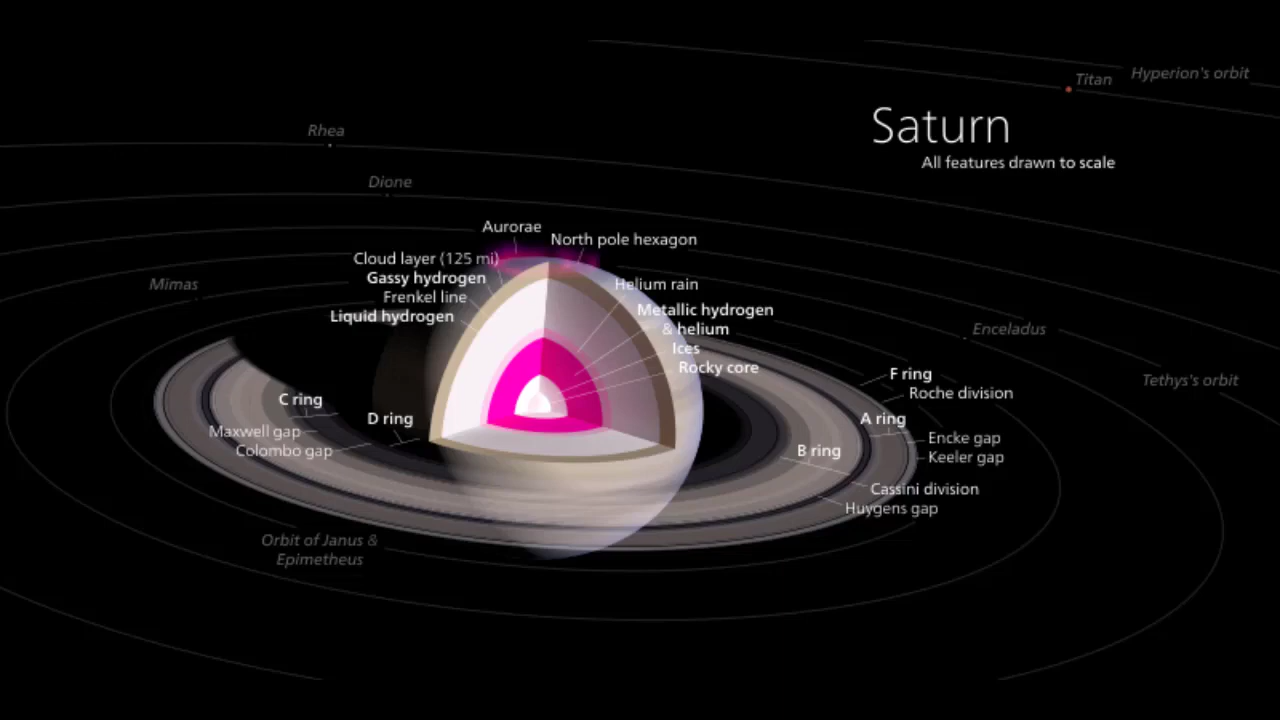 Titan
Hyperion's orbit
Saturn
All features drawn to scale
Rhea
Dione
Aurorae
North pole hexagon
Cloud layer (125 mi)
Gassy hydrogen
Frenkel line
Liquid hydrogen
Mimas
Helium rain
Metallic hydrogen
& helium
Ices
Rocky core
Enceladus
Tethys's orbit
F ring
Roche division
A ring
Encke gap
Keeler gap
B ring
Cassini division
Huygens gap
C ring
D ring
Maxwell gap
Colombo gap
Orbit of Janus &
Epimetheus